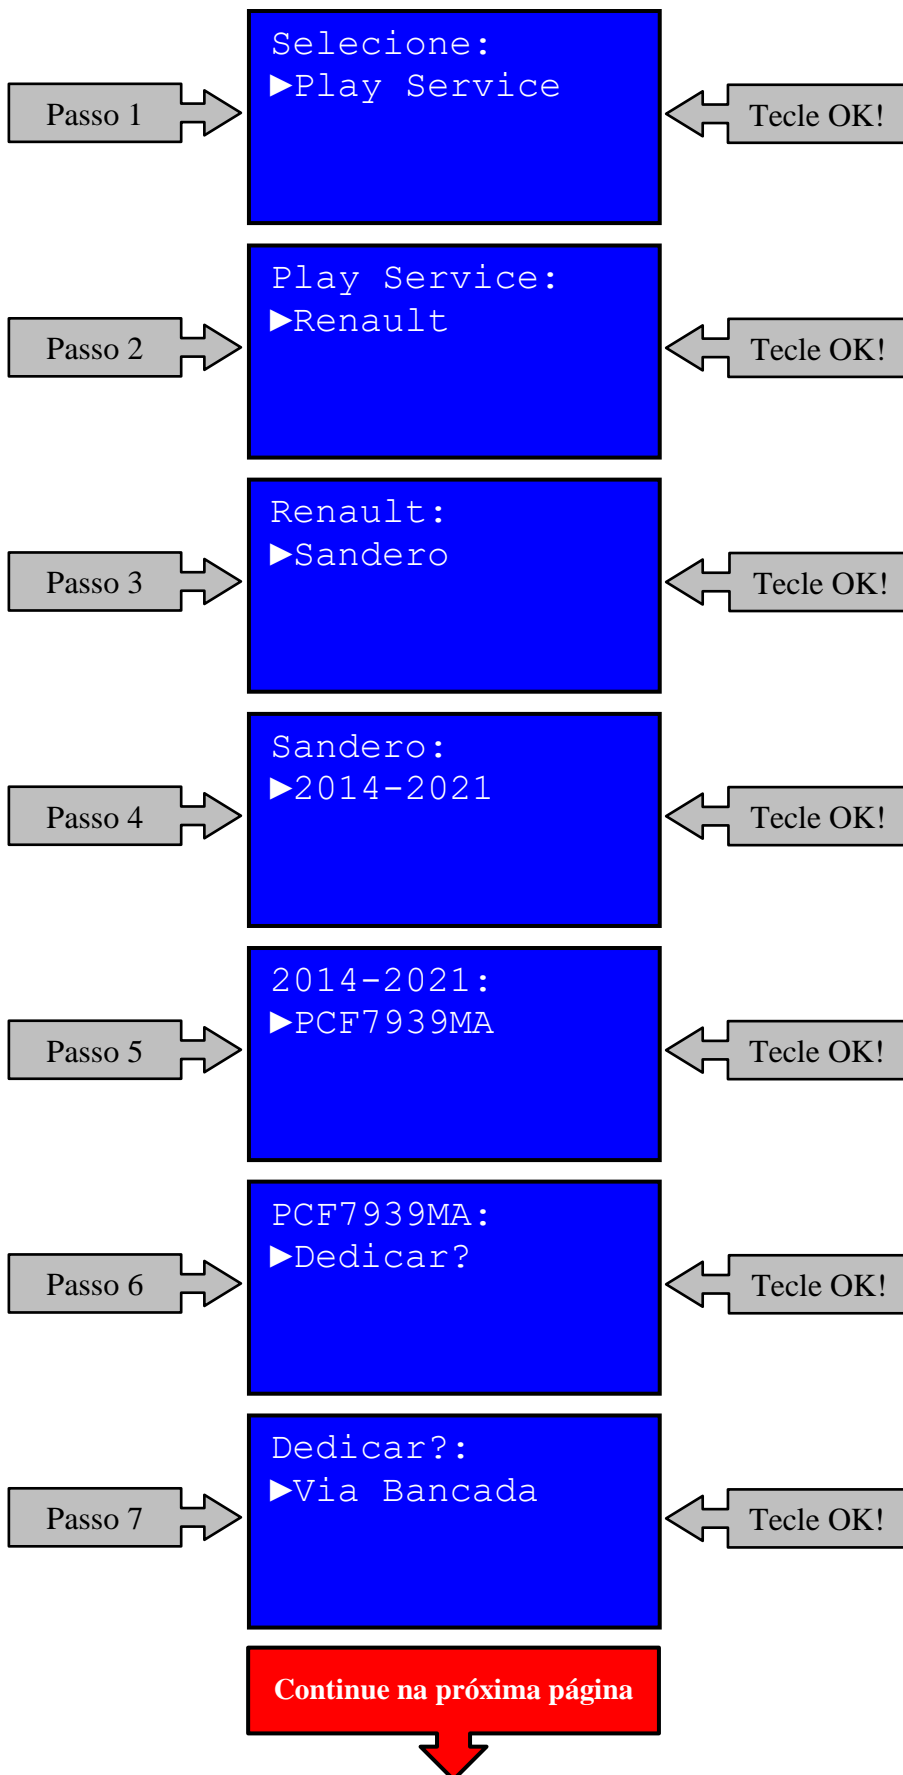 Selecione:
►Play Service
Passo 1
Tecle OK!
Play Service:
►Renault
Passo 2
Tecle OK!
Renault:
►Sandero
Passo 3
Tecle OK!
Sandero:
►2014-2021
Passo 4
Tecle OK!
2014-2021:
►PCF7939MA
Passo 5
Tecle OK!
PCF7939MA:
►Dedicar?
Passo 6
Tecle OK!
Dedicar?:
►Via Bancada
Passo 7
Tecle OK!
Continue na próxima página